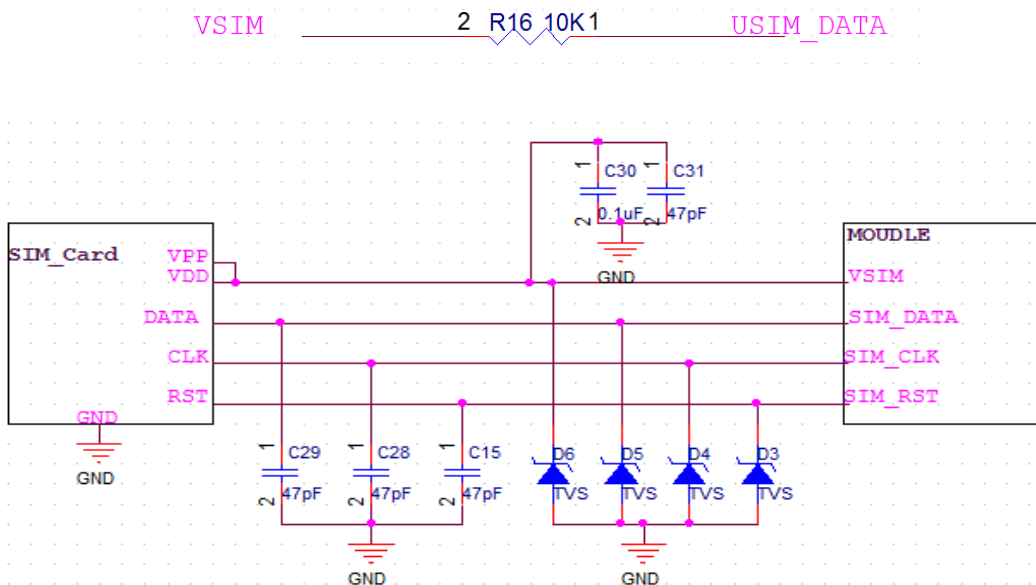 VSIM 2 R16 10K 1 USIM_DATA
1 C30 1 C31
2 0.1uF 2 47pF
GND
SIM_Card
VPP
VDD
DATA
CLK
RST
GND
GND
MOUDLE
VSIM
SIM_DATA
SIM_CLK
SIM_RST
1 C29 1 C28 1 C15
2 47pF 2 47pF 2 47pF
GND
D6 D5 D4 D3
TVS TVS TVS TVS
GND